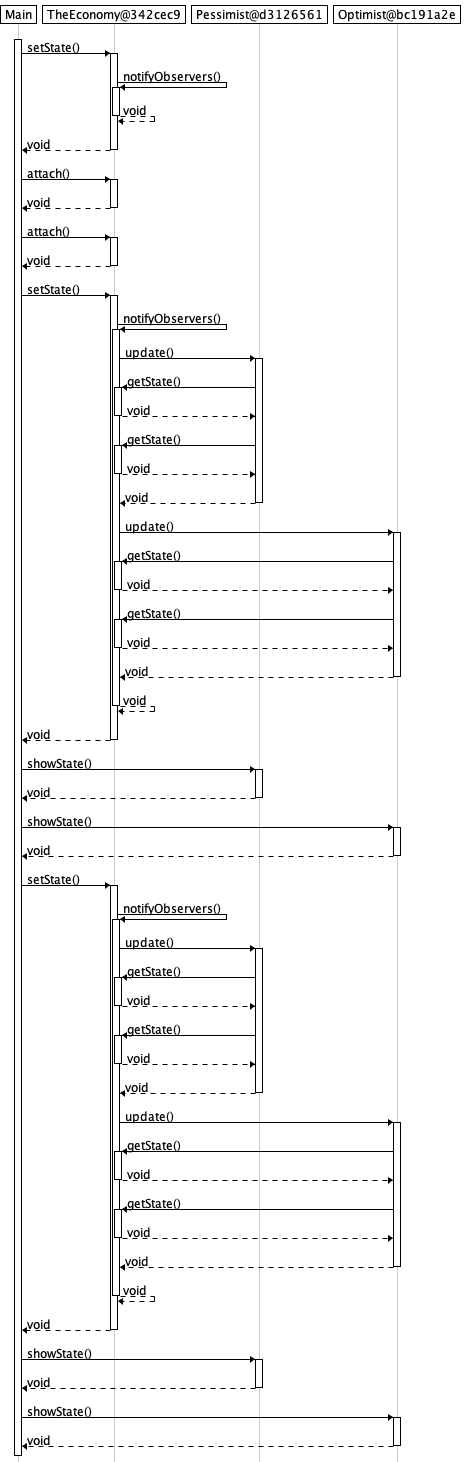 Main TheEconomy@342cec9 Pessimist@d3126561 Optimist@bc191a2e
setState()
notifyObservers()
void
void
attach()
void
attach()
void
setState()
notifyObservers()
update()
getState()
void
getState()
void
void
update()
getState()
void
getState()
void
void
void
void
showState()
void
showState()
void
setState()
notifyObservers()
update()
getState()
void
getState()
void
void
update()
getState()
void
getState()
void
void
void
void
showState()
void
showState()
void